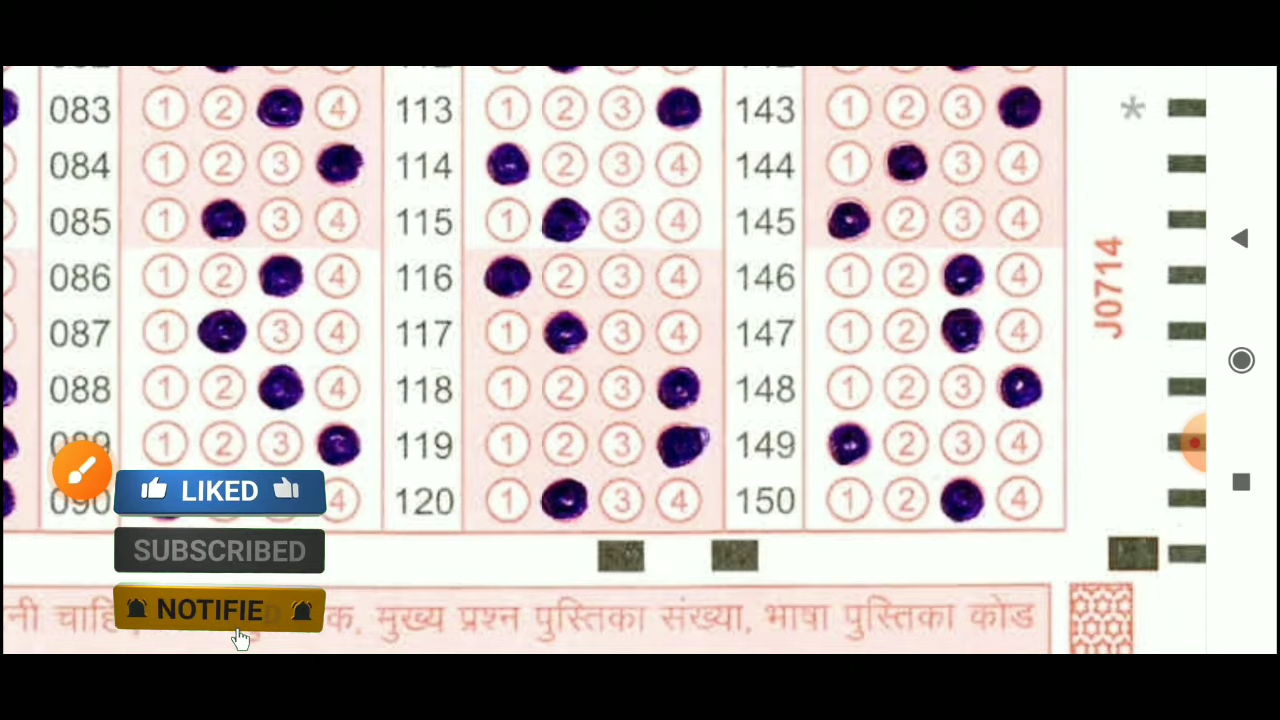 083 1 2 4 113 1 2 3 143 1 2 3 *
084 1 2 3 114 2 3 4 144 1 3 4
085 1 3 4 115 1 3 4 145 2 3 4
086 1 2 4 116 2 3 4 146 1 2 4
087 1 3 4 117 1 3 4 147 1 2 4
088 1 2 4 118 1 2 3 148 1 2 3
089 1 2 3 119 1 2 3 149 2 3 4
090 4 120 1 3 4 150 1 2 4
J0714
LIKED
SUBSCRIBED
NOTIFIE
नी क, मुख्य प्रश्न पुस्तिका संख्या, भाषा पुस्तिका कोड